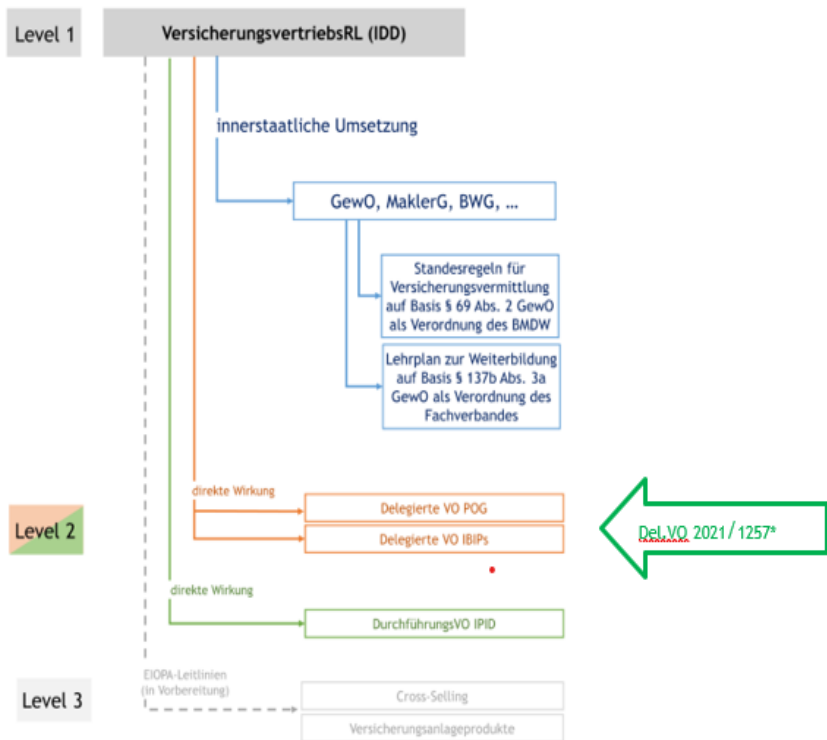 Level 1
VersicherungsvertriebsRL (IDD)
innerstaatliche Umsetzung
GewO, MaklerG, BWG, ...
Standesregeln für
Versicherungsvermittlung
auf Basis § 69 Abs. 2 GewO
als Verordnung des BMDW
Lehrplan zur Weiterbildung
auf Basis § 137b Abs. 3a
GewO als Verordnung des
Fachverbandes
Level 2
direkte Wirkung
Delegierte VO POG
Delegierte VO IBIPs
Del.VO 2021/1257*
direkte Wirkung
DurchführungsVO IPID
Level 3
EIOPA-Leitlinien
(in Vorbereitung)
Cross-Selling
Versicherungsanlageprodukte